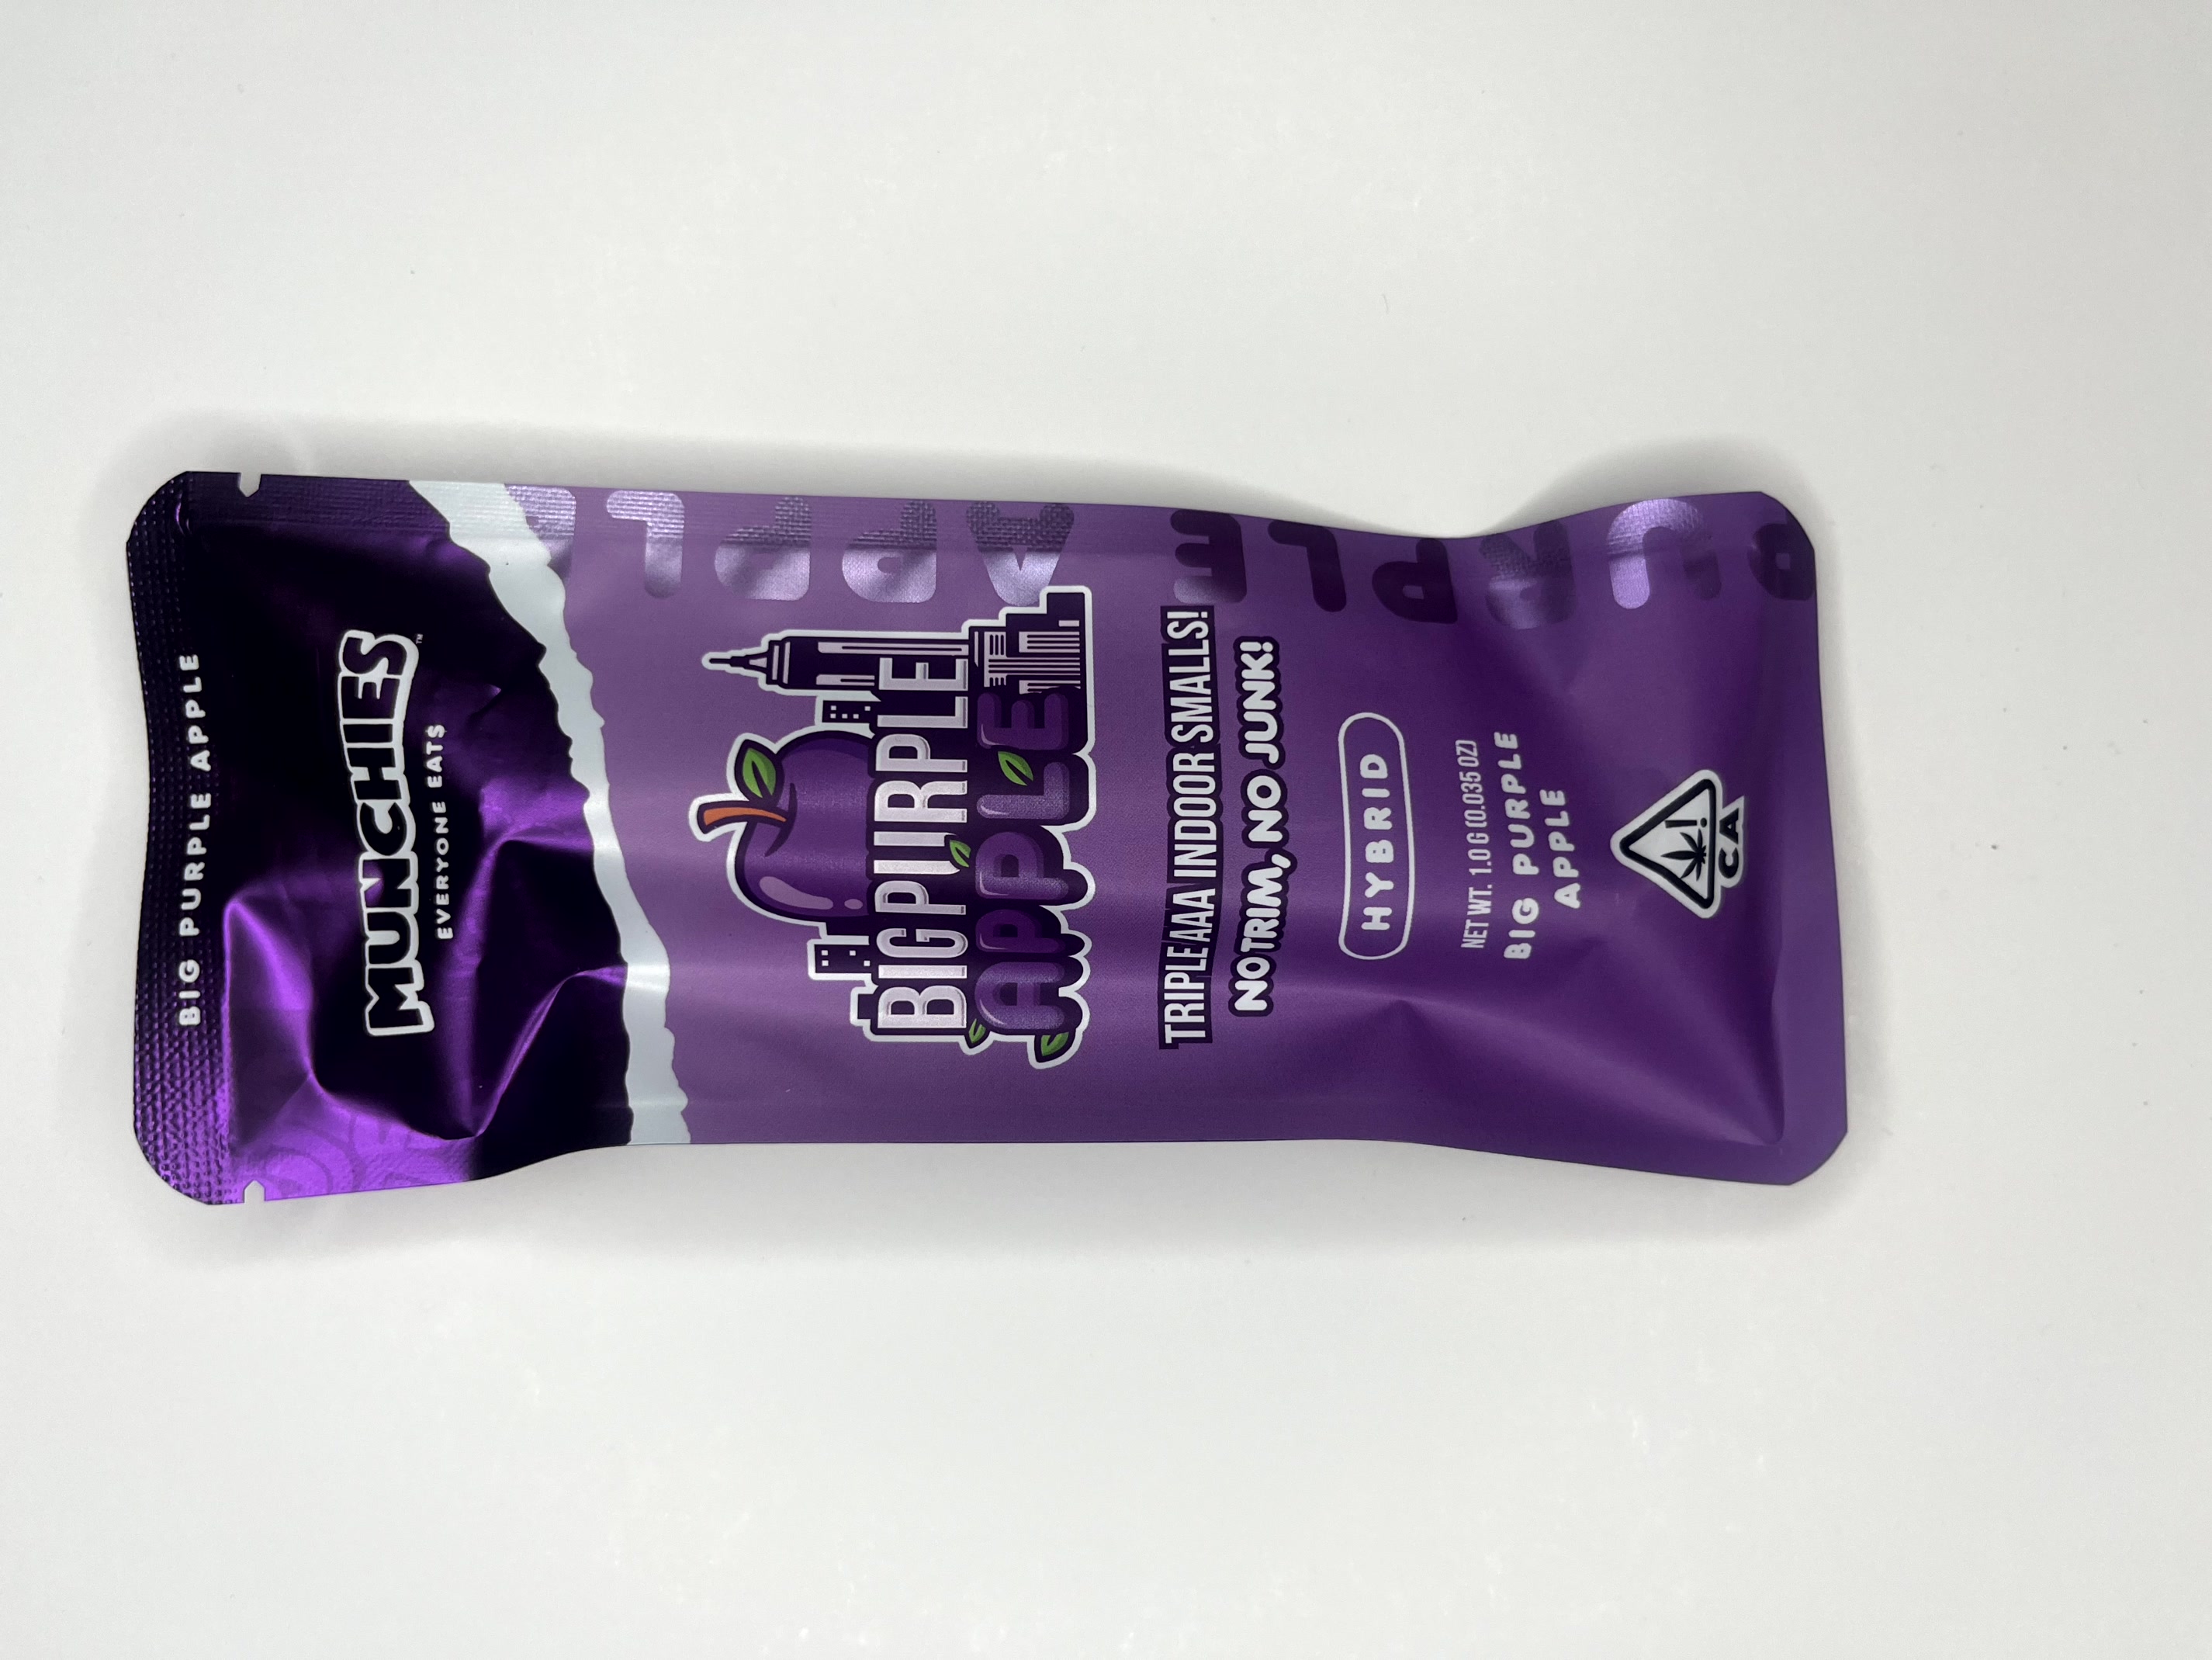 BIG PURPLE APPLE
MUNCHIES™
EVERYONE EAT$
BIG PURPLE
APPLE
TRIPLE AAA INDOOR SMALLS!
NO TRIM, NO JUNK!
HYBRID
NET WT. 1.0 G (0.035 OZ)
BIG PURPLE
APPLE
!
CA
PURPLE APPLE